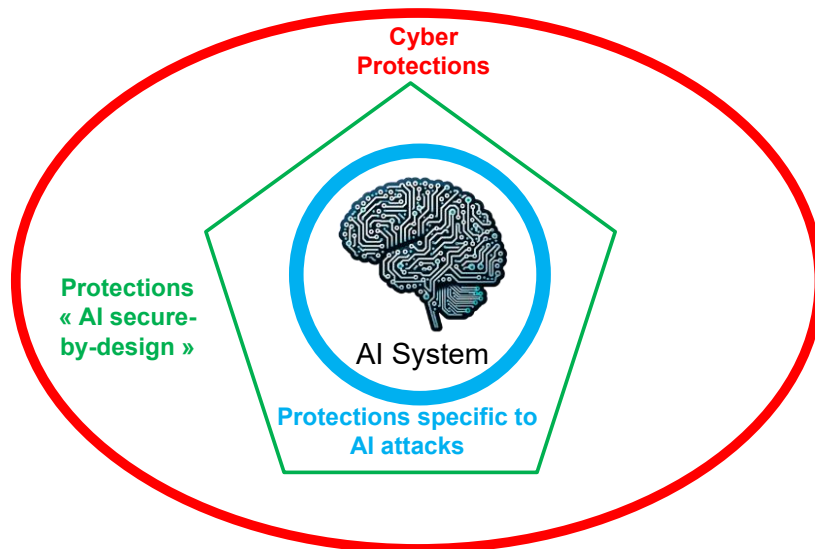 Cyber
Protections
Protections
« AI secure-
by-design »
AI System
Protections specific to
AI attacks